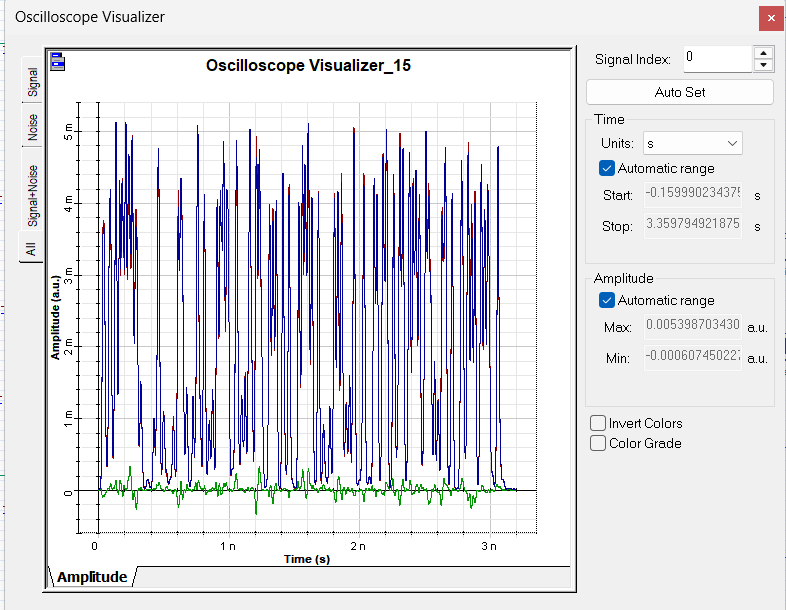 Oscilloscope Visualizer
Signal
Noise
Signal+Noise
All
Oscilloscope Visualizer_15
Amplitude (a.u.)
5 m
4 m
3 m
2 m
1 m
0
0
1 n
2 n
3 n
Time (s)
Amplitude
Signal Index:
0
Auto Set
Time
Units:
s
Automatic range
Start:
-0.15999023437
s
Stop:
3.359794921875
s
Amplitude
Automatic range
Max:
0.005398703430
a.u.
Min:
-0.000607450227
a.u.
Invert Colors
Color Grade